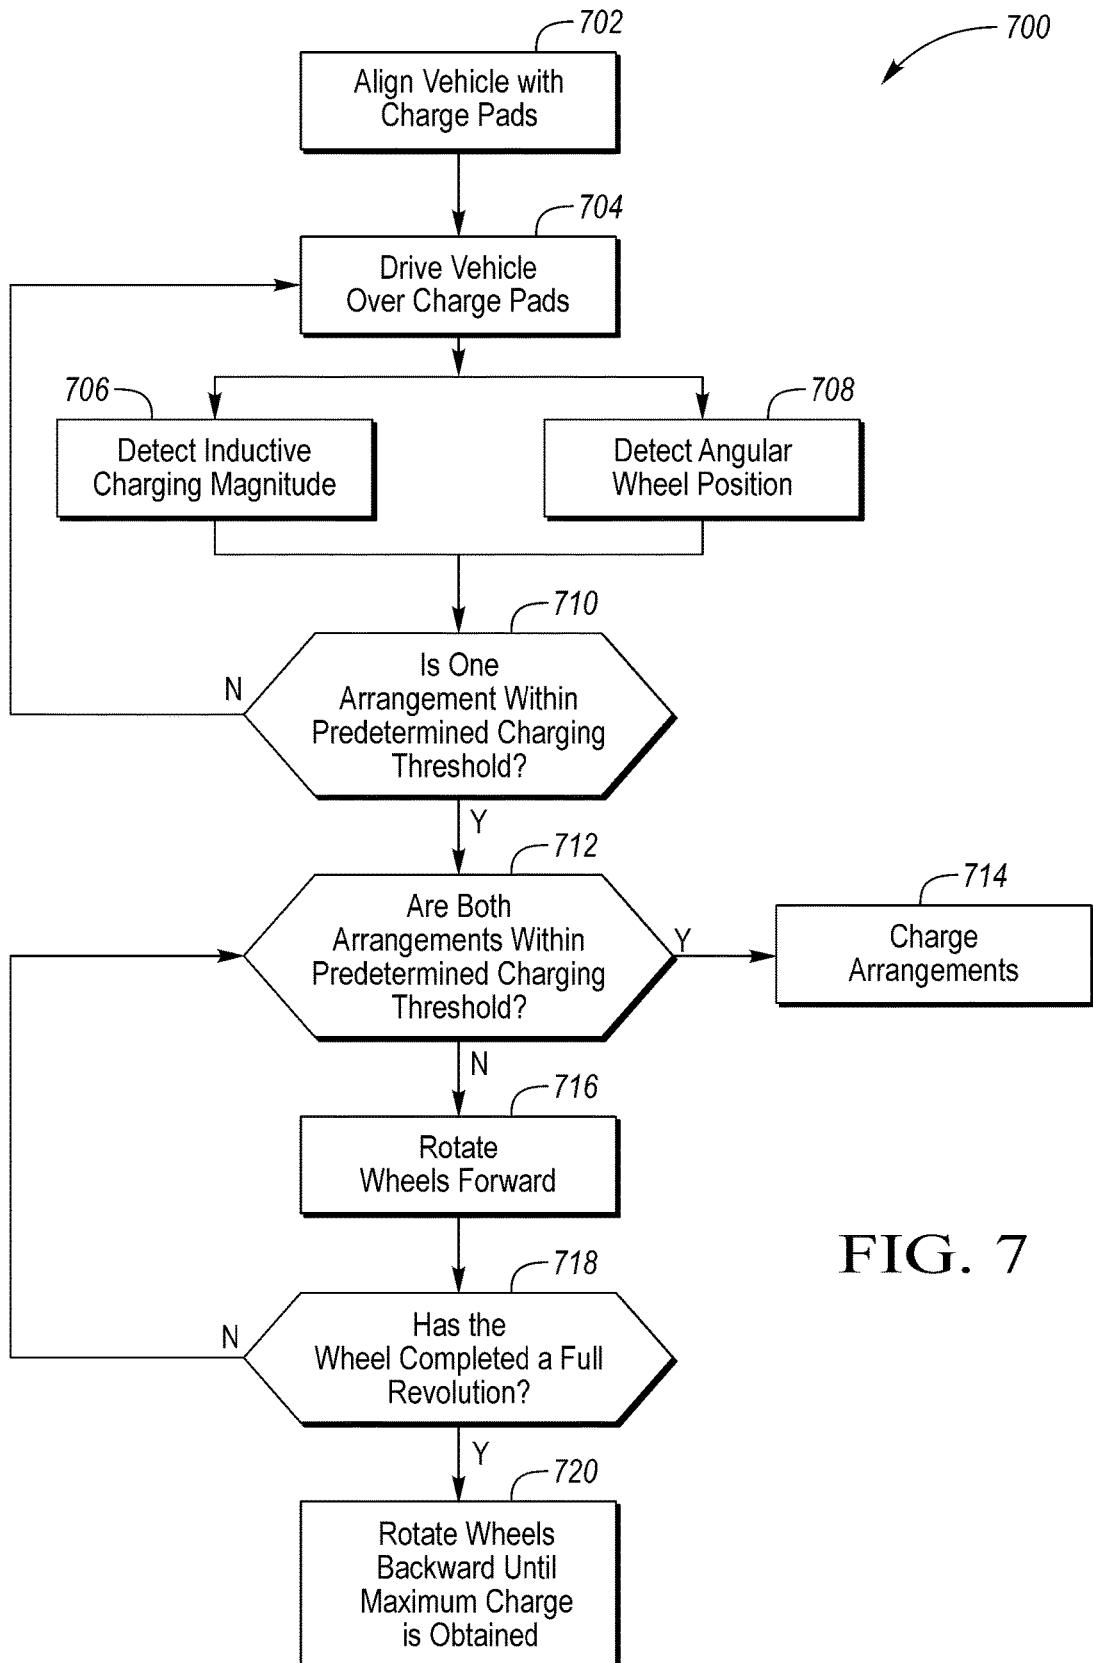 702
700
Align Vehicle with
Charge Pads
704
Drive Vehicle
Over Charge Pads
706
708
Detect Inductive
Charging Magnitude
Detect Angular
Wheel Position
710
Is One
Arrangement Within
Predetermined Charging
Threshold?
N
Y
712
714
Are Both
Arrangements Within
Predetermined Charging
Threshold?
Y
Charge
Arrangements
N
716
Rotate
Wheels Forward
FIG. 7
718
Has the
Wheel Completed a Full
Revolution?
N
Y
720
Rotate Wheels
Backward Until
Maximum Charge
is Obtained